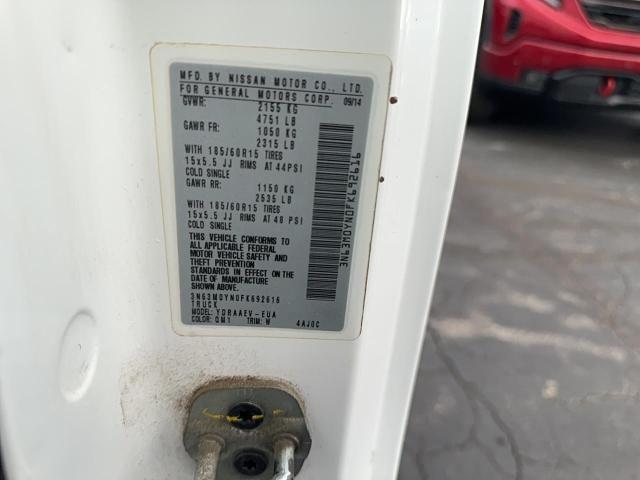 MFD. BY NISSAN MOTOR CO., LTD.
FOR GENERAL MOTORS CORP. 09/14
GVWR: 2155 KG
4751 LB
GAWR FR: 1050 KG
2315 LB
WITH 185/60R15 TIRES
15x5.5 JJ RIMS AT 44PSI
COLD SINGLE
GAWR RR: 1150 KG
2535 LB
WITH 185/60R15 TIRES
15x5.5 JJ RIMS AT 48 PSI
COLD SINGLE
THIS VEHICLE CONFORMS TO
ALL APPLICABLE FEDERAL
MOTOR VEHICLE SAFETY AND
THEFT PREVENTION
STANDARDS IN EFFECT ON THE
DATE OF MANUFACTURE
SHOWN ABOVE.
3N63M0YN0FK692616
TRUCK
MODEL: YDRAAEV-EUA
COLOR: QM1 TRIM: W 4AJ0C
3N63M0YN0FK692616